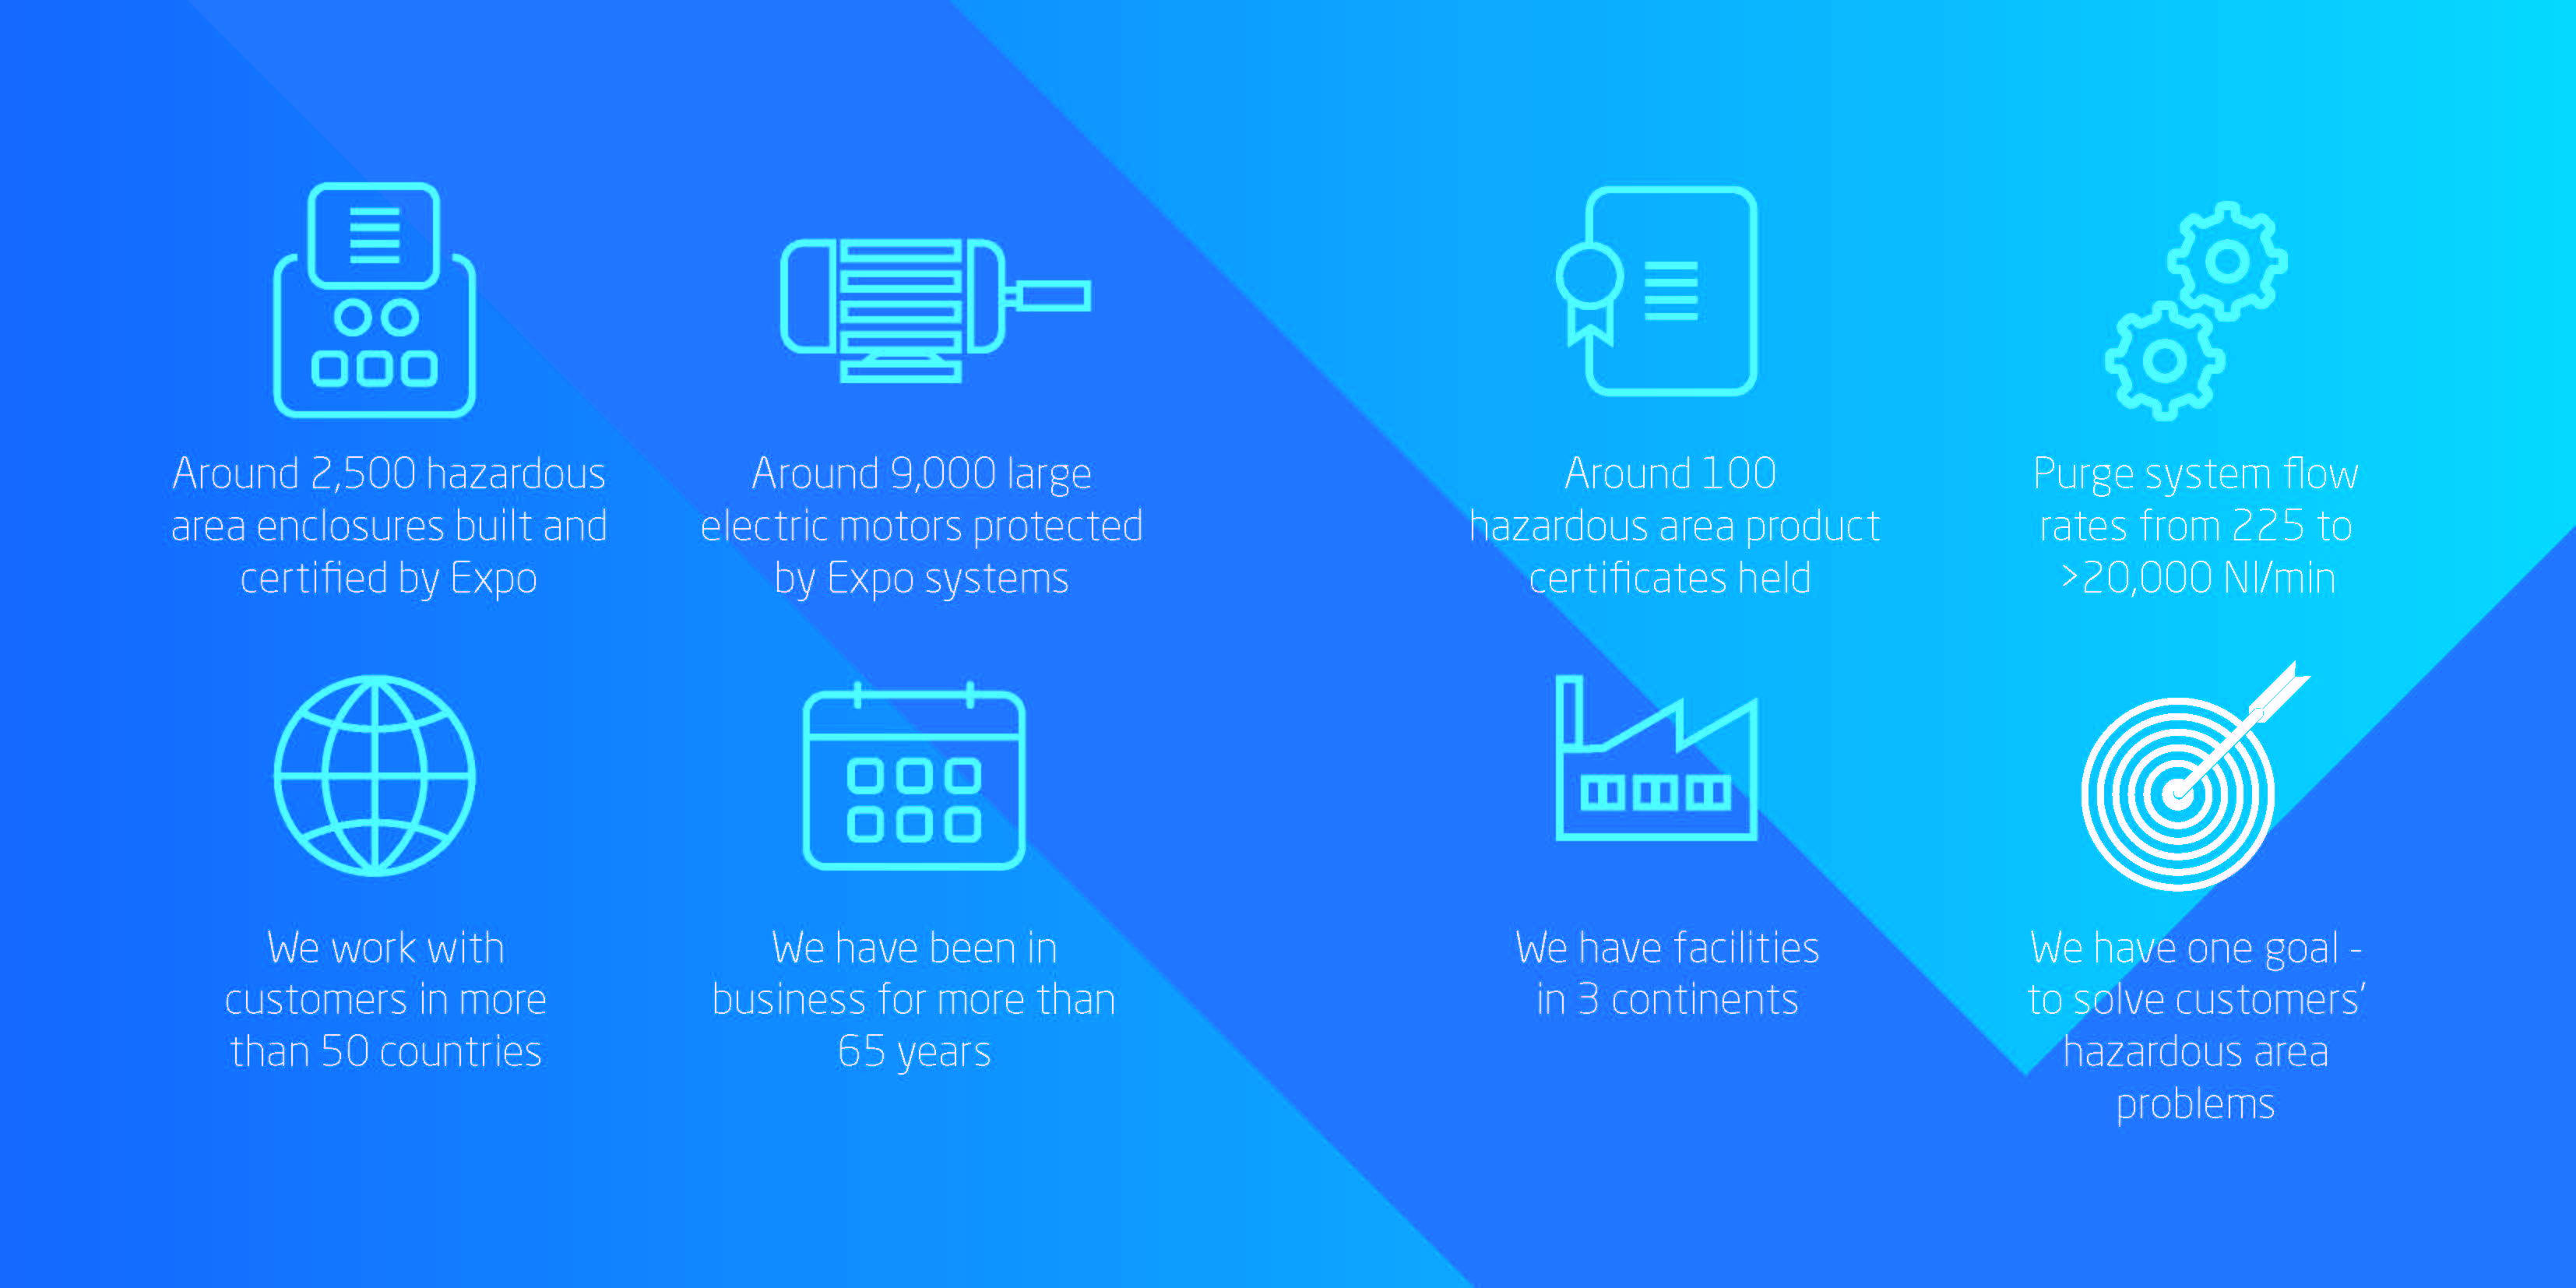 Around 2,500 hazardous
area enclosures built and
certified by Expo
Around 9,000 large
electric motors protected
by Expo systems
Around 100
hazardous area product
certificates held
Purge system flow
rates from 225 to
>20,000 Nl/min
We work with
customers in more
than 50 countries
We have been in
business for more than
65 years
We have facilities
in 3 continents
We have one goal -
to solve customers’
hazardous area
problems